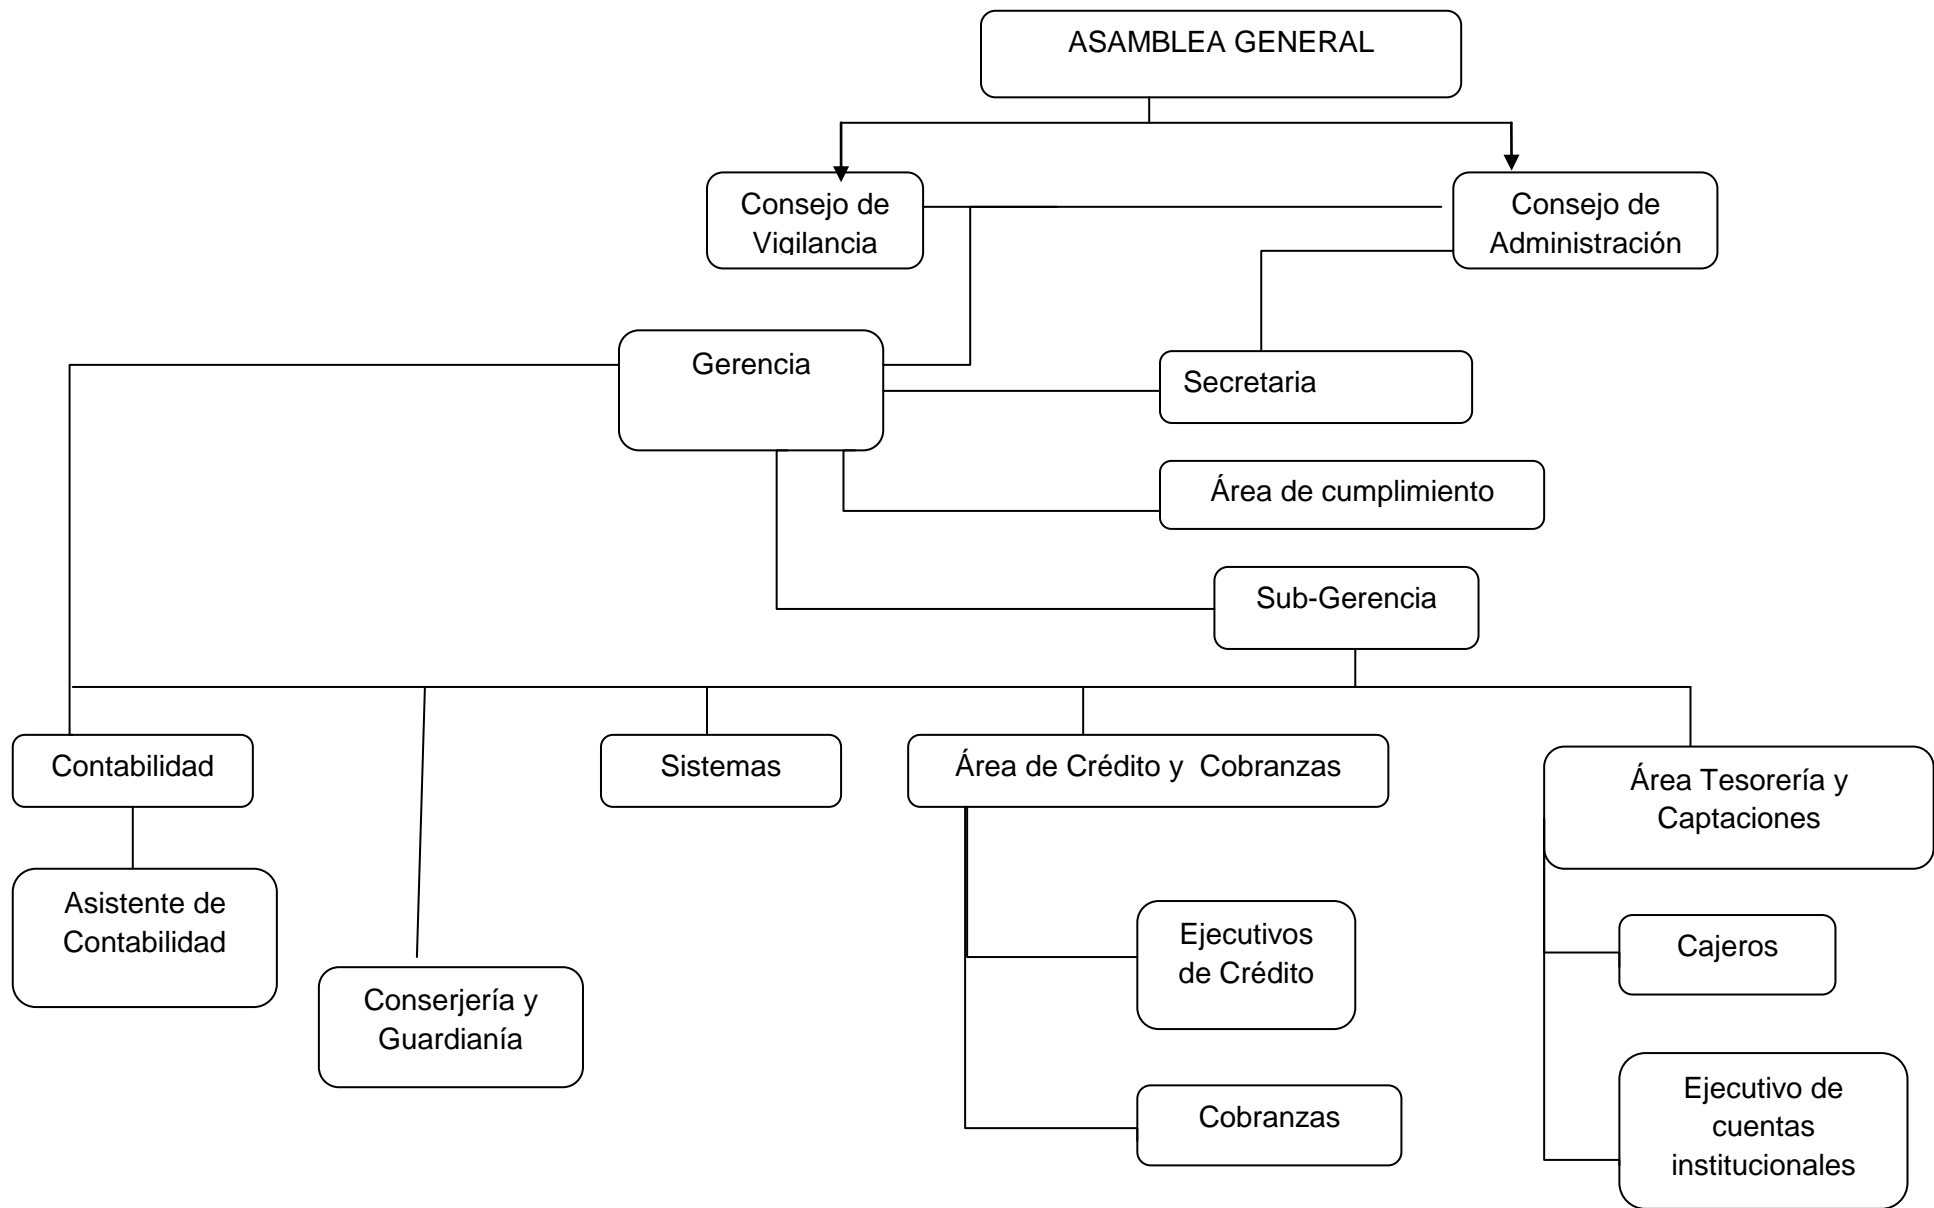 ASAMBLEA GENERAL
Consejo de
Vigilancia
Consejo de
Administración
Gerencia
Secretaria
Área de cumplimiento
Sub-Gerencia
Contabilidad
Sistemas
Área de Crédito y Cobranzas
Área Tesorería y
Captaciones
Asistente de
Contabilidad
Conserjería y
Guardianía
Ejecutivos
de Crédito
Cajeros
Cobranzas
Ejecutivo de
cuentas
institucionales